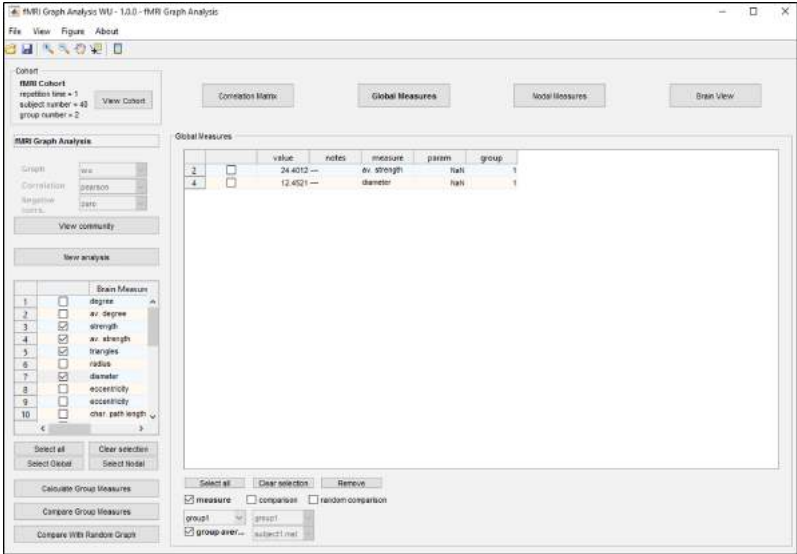 fMRI Graph Analysis WU - 1.0.0 - fMRI Graph Analysis
File View Figure About
Cohort
fMRI Cohort
repetition time = 1
subject number = 40
group number = 2
View Cohort
Correlation Matrix
Global Measures
Nodal Measures
Brain View
fMRI Graph Analysis
Graph wu
Correlation pearson
Negative corrs. zero
View community
New analysis
Brain Measure
1 degree
2 av. degree
3 strength
4 av. strength
5 triangles
6 radius
7 diameter
8 eccentricity
9 eccentricity
10 char. path length
Select all Clear selection
Select Global Select Nodal
Calculate Group Measures
Compare Group Measures
Compare With Random Graph
Global Measures
value notes measure param group
2 24.4012 --- av. strength NaN 1
4 12.4521 --- diameter NaN 1
Select all Clear selection Remove
measure comparison random comparison
group1 group1
group aver... subject1.mat